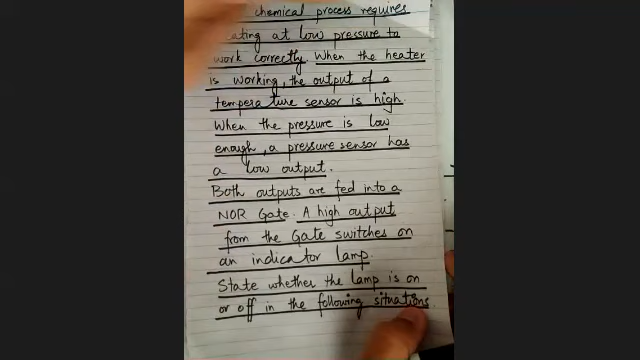 chemical process requires
heating at low pressure to
work correctly. When the heater
is working, the output of a
temperature sensor is high.
When the pressure is low
enough, a pressure sensor has
a low output.
Both outputs are fed into a
NOR Gate. A high output
from the Gate switches on
an indicator lamp.
State whether the lamp is on
or off in the following situations.